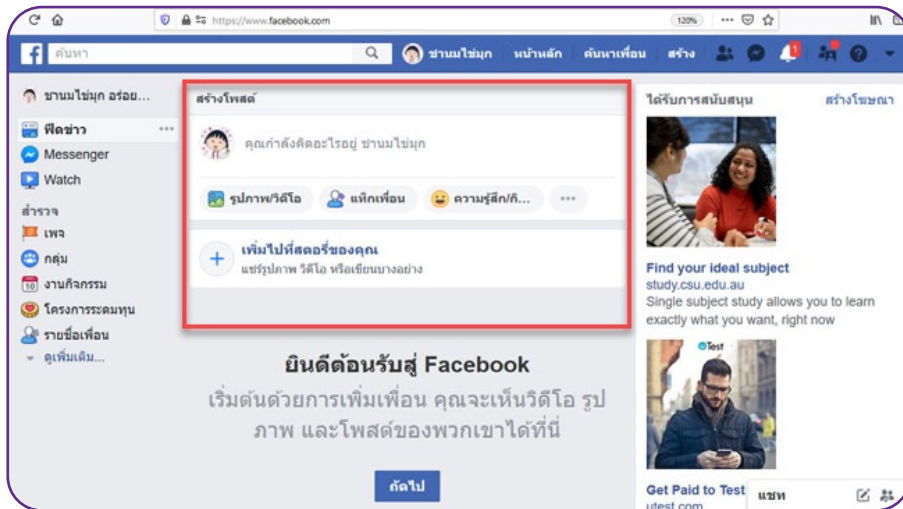 120%
https://www.facebook.com
f
ค้นหา
ชานมไข่มุก
หน้าหลัก
ค้นหาเพื่อน
สร้าง
1
ชานมไข่มุก อร่อย...
ฟีดข่าว
Messenger
Watch
สำรวจ
เพจ
กลุ่ม
10 งานกิจกรรม
โครงการระดมทุน
รายชื่อเพื่อน
ดูเพิ่มเติม...
สร้างโพสต์
คุณกำลังคิดอะไรอยู่ ชานมไข่มุก
รูปภาพ/วิดีโอ
แท็กเพื่อน
ความรู้สึก/กิ...
เพิ่มไปที่สตอรี่ของคุณ
แชร์รูปภาพ วิดีโอ หรือเขียนบางอย่าง
ยินดีต้อนรับสู่ Facebook
เริ่มต้นด้วยการเพิ่มเพื่อน คุณจะเห็นวิดีโอ รูป
ภาพ และโพสต์ของพวกเขาได้ที่นี่
ถัดไป
ได้รับการสนับสนุน
สร้างโฆษณา
Find your ideal subject
study.csu.edu.au
Single subject study allows you to learn
exactly what you want, right now
uTest
Get Paid to Test
utest.com
แชท